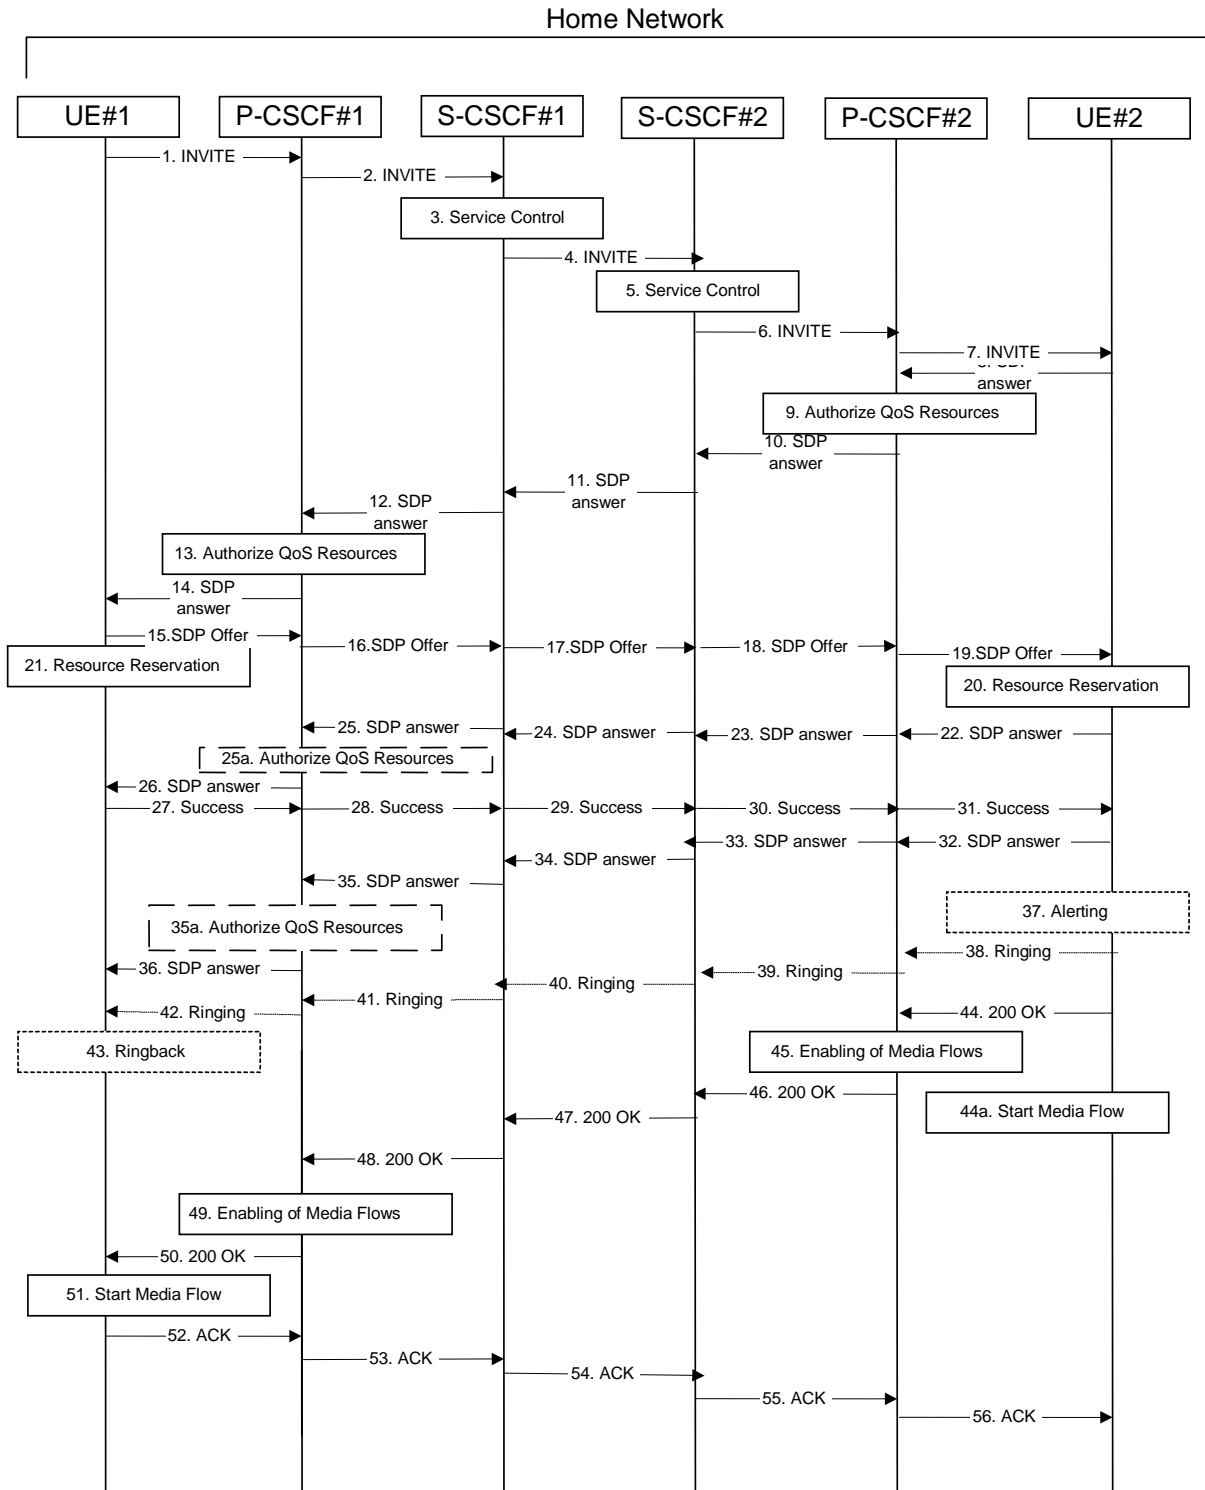 Home Network
UE#1
P-CSCF#1
S-CSCF#1
S-CSCF#2
P-CSCF#2
UE#2
1. INVITE
2. INVITE
3. Service Control
4. INVITE
5. Service Control
6. INVITE
7. INVITE
answer
9. Authorize QoS Resources
10. SDP
answer
11. SDP
answer
12. SDP
answer
13. Authorize QoS Resources
14. SDP
answer
15.SDP Offer
16.SDP Offer
17.SDP Offer
18. SDP Offer
19.SDP Offer
21. Resource Reservation
20. Resource Reservation
25. SDP answer
24. SDP answer
23. SDP answer
22. SDP answer
25a. Authorize QoS Resources
26. SDP answer
27. Success
28. Success
29. Success
30. Success
31. Success
33. SDP answer
32. SDP answer
34. SDP answer
35. SDP answer
35a. Authorize QoS Resources
37. Alerting
36. SDP answer
38. Ringing
39. Ringing
40. Ringing
41. Ringing
42. Ringing
44. 200 OK
43. Ringback
45. Enabling of Media Flows
46. 200 OK
44a. Start Media Flow
47. 200 OK
48. 200 OK
49. Enabling of Media Flows
50. 200 OK
51. Start Media Flow
52. ACK
53. ACK
54. ACK
55. ACK
56. ACK